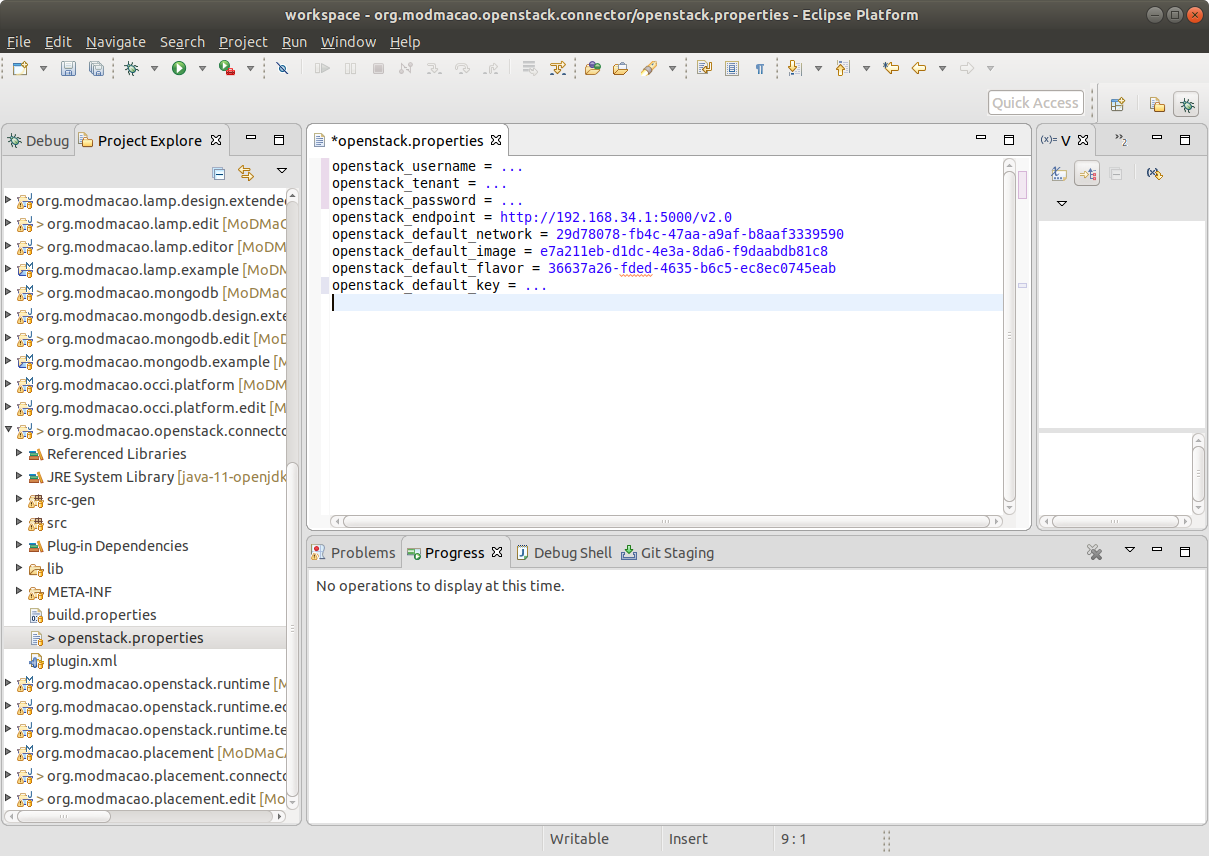 workspace - org.modmacao.openstack.connector/openstack.properties - Eclipse Platform
File Edit Navigate Search Project Run Window Help
Quick Access
Debug
Project Explore
*openstack.properties
(x)= V
»2
openstack_username = ...
openstack_tenant = ...
openstack_password = ...
openstack_endpoint = http://192.168.34.1:5000/v2.0
openstack_default_network = 29d78078-fb4c-47aa-a9af-b8aaf3339590
openstack_default_image = e7a211eb-d1dc-4e3a-8da6-f9daabdb81c8
openstack_default_flavor = 36637a26-fded-4635-b6c5-ec8ec0745eab
openstack_default_key = ...
org.modmacao.lamp.design.extende
> org.modmacao.lamp.edit [MoDMaC
> org.modmacao.lamp.editor [MoDM
org.modmacao.lamp.example [MoDM
> org.modmacao.mongodb [MoDMaC
org.modmacao.mongodb.design.exte
> org.modmacao.mongodb.edit [MoD
org.modmacao.mongodb.example [M
org.modmacao.occi.platform [MoDM
org.modmacao.occi.platform.edit [M
> org.modmacao.openstack.connecto
Referenced Libraries
JRE System Library [java-11-openjdk
src-gen
src
Plug-in Dependencies
lib
META-INF
build.properties
> openstack.properties
plugin.xml
org.modmacao.openstack.runtime [M
org.modmacao.openstack.runtime.ed
org.modmacao.openstack.runtime.te
org.modmacao.placement [MoDMaCA
> org.modmacao.placement.connecto
> org.modmacao.placement.edit [Mo
Problems
Progress
Debug Shell
Git Staging
No operations to display at this time.
Writable
Insert
9 : 1